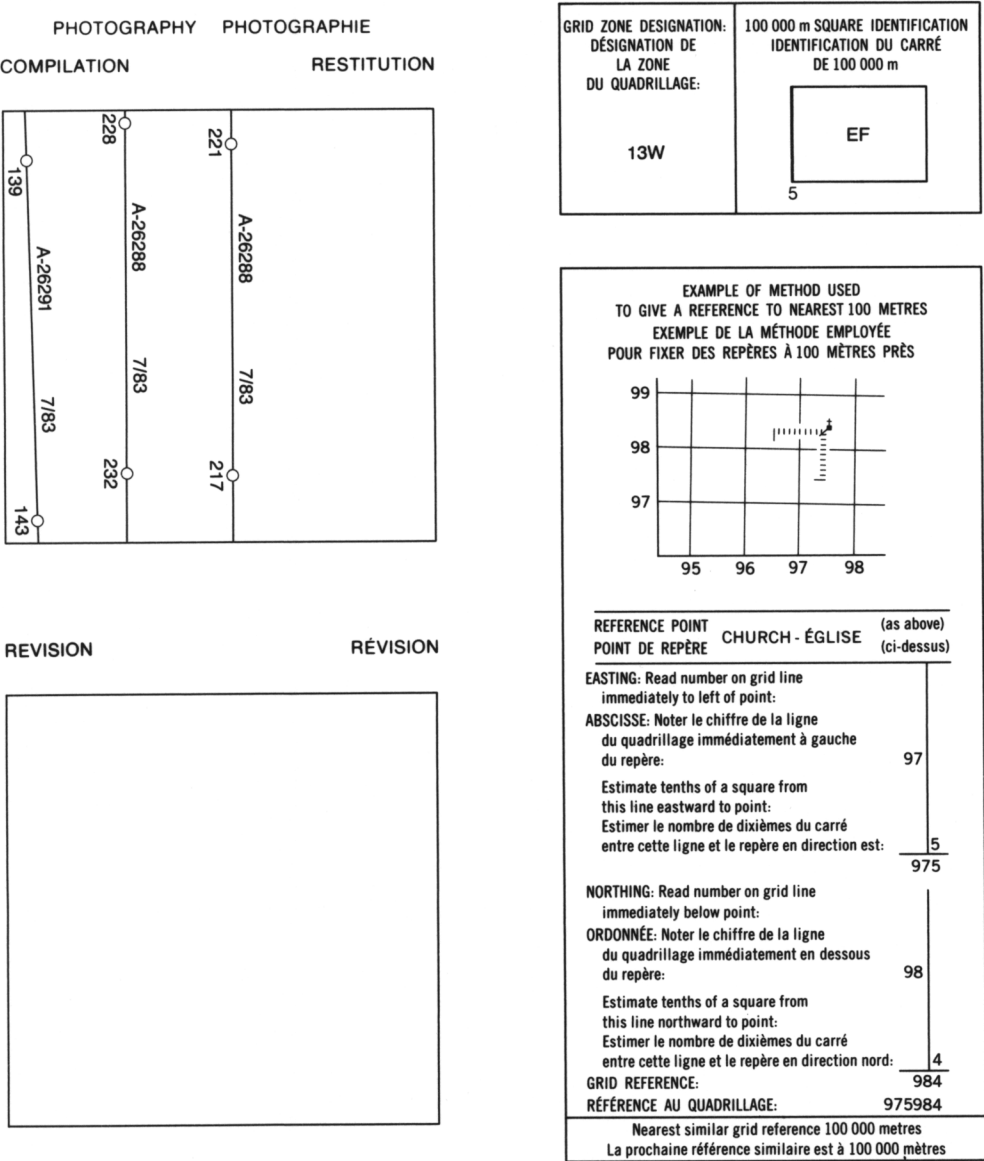 PHOTOGRAPHY PHOTOGRAPHIE
COMPILATION RESTITUTION
228
221
139
A-26288
A-26288
A-26291
7/83
7/83
7/83
232
217
143
REVISION RÉVISION
GRID ZONE DESIGNATION:
DÉSIGNATION DE
LA ZONE
DU QUADRILLAGE:
13W
100 000 m SQUARE IDENTIFICATION
IDENTIFICATION DU CARRÉ
DE 100 000 m
EF
5
EXAMPLE OF METHOD USED
TO GIVE A REFERENCE TO NEAREST 100 METRES
EXEMPLE DE LA MÉTHODE EMPLOYÉE
POUR FIXER DES REPÈRES À 100 MÈTRES PRÈS
99
98
97
95 96 97 98
REFERENCE POINT
POINT DE REPÈRE
CHURCH - ÉGLISE
(as above)
(ci-dessus)
EASTING: Read number on grid line
immediately to left of point:
ABSCISSE: Noter le chiffre de la ligne
du quadrillage immédiatement à gauche
du repère: 97
Estimate tenths of a square from
this line eastward to point:
Estimer le nombre de dixièmes du carré
entre cette ligne et le repère en direction est: 5
975
NORTHING: Read number on grid line
immediately below point:
ORDONNÉE: Noter le chiffre de la ligne
du quadrillage immédiatement en dessous
du repère: 98
Estimate tenths of a square from
this line northward to point:
Estimer le nombre de dixièmes du carré
entre cette ligne et le repère en direction nord: 4
GRID REFERENCE: 984
RÉFÉRENCE AU QUADRILLAGE: 975984
Nearest similar grid reference 100 000 metres
La prochaine référence similaire est à 100 000 mètres